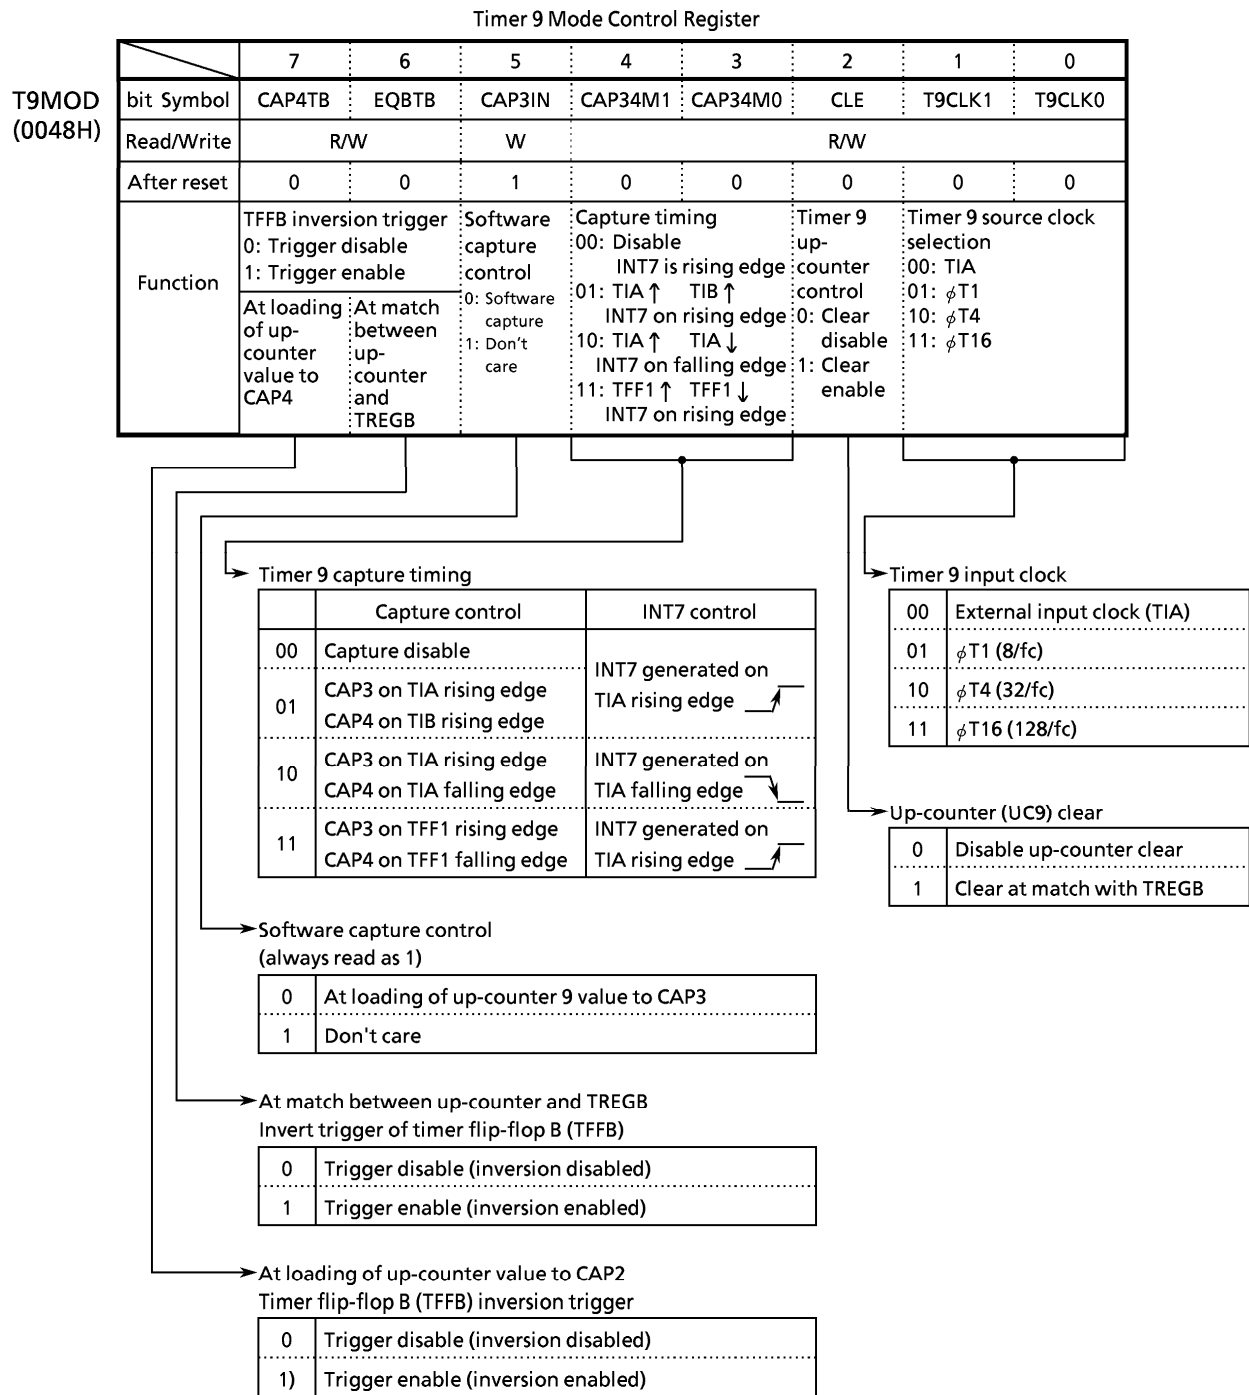 Timer 9 Mode Control Register
7 6 5 4 3 2 1 0
T9MOD
(0048H)
bit Symbol CAP4TB EQBTB CAP3IN CAP34M1 CAP34M0 CLE T9CLK1 T9CLK0
Read/Write R/W W R/W
After reset 0 0 1 0 0 0 0 0
Function
TFFB inversion trigger
0: Trigger disable
1: Trigger enable
At loading
of up-
counter
value to
CAP4
At match
between
up-
counter
and
TREGB
Software
capture
control
0: Software
capture
1: Don't
care
Capture timing
00: Disable
INT7 is rising edge
01: TIA↑ TIB↑
INT7 on rising edge
10: TIA↑ TIA↓
INT7 on falling edge
11: TFF1↑ TFF1↓
INT7 on rising edge
Timer 9
up-
counter
control
0: Clear
disable
1: Clear
enable
Timer 9 source clock
selection
00: TIA
01: φT1
10: φT4
11: φT16
Timer 9 capture timing
Capture control INT7 control
00 Capture disable
01 CAP3 on TIA rising edge
CAP4 on TIB rising edge
INT7 generated on
TIA rising edge
10 CAP3 on TIA rising edge
CAP4 on TIA falling edge
INT7 generated on
TIA falling edge
11 CAP3 on TFF1 rising edge
CAP4 on TFF1 falling edge
INT7 generated on
TIA rising edge
Timer 9 input clock
00 External input clock (TIA)
01 φT1 (8/fc)
10 φT4 (32/fc)
11 φT16 (128/fc)
Up-counter (UC9) clear
0 Disable up-counter clear
1 Clear at match with TREGB
Software capture control
(always read as 1)
0 At loading of up-counter 9 value to CAP3
1 Don't care
At match between up-counter and TREGB
Invert trigger of timer flip-flop B (TFFB)
0 Trigger disable (inversion disabled)
1 Trigger enable (inversion enabled)
At loading of up-counter value to CAP2
Timer flip-flop B (TFFB) inversion trigger
0 Trigger disable (inversion disabled)
1) Trigger enable (inversion enabled)